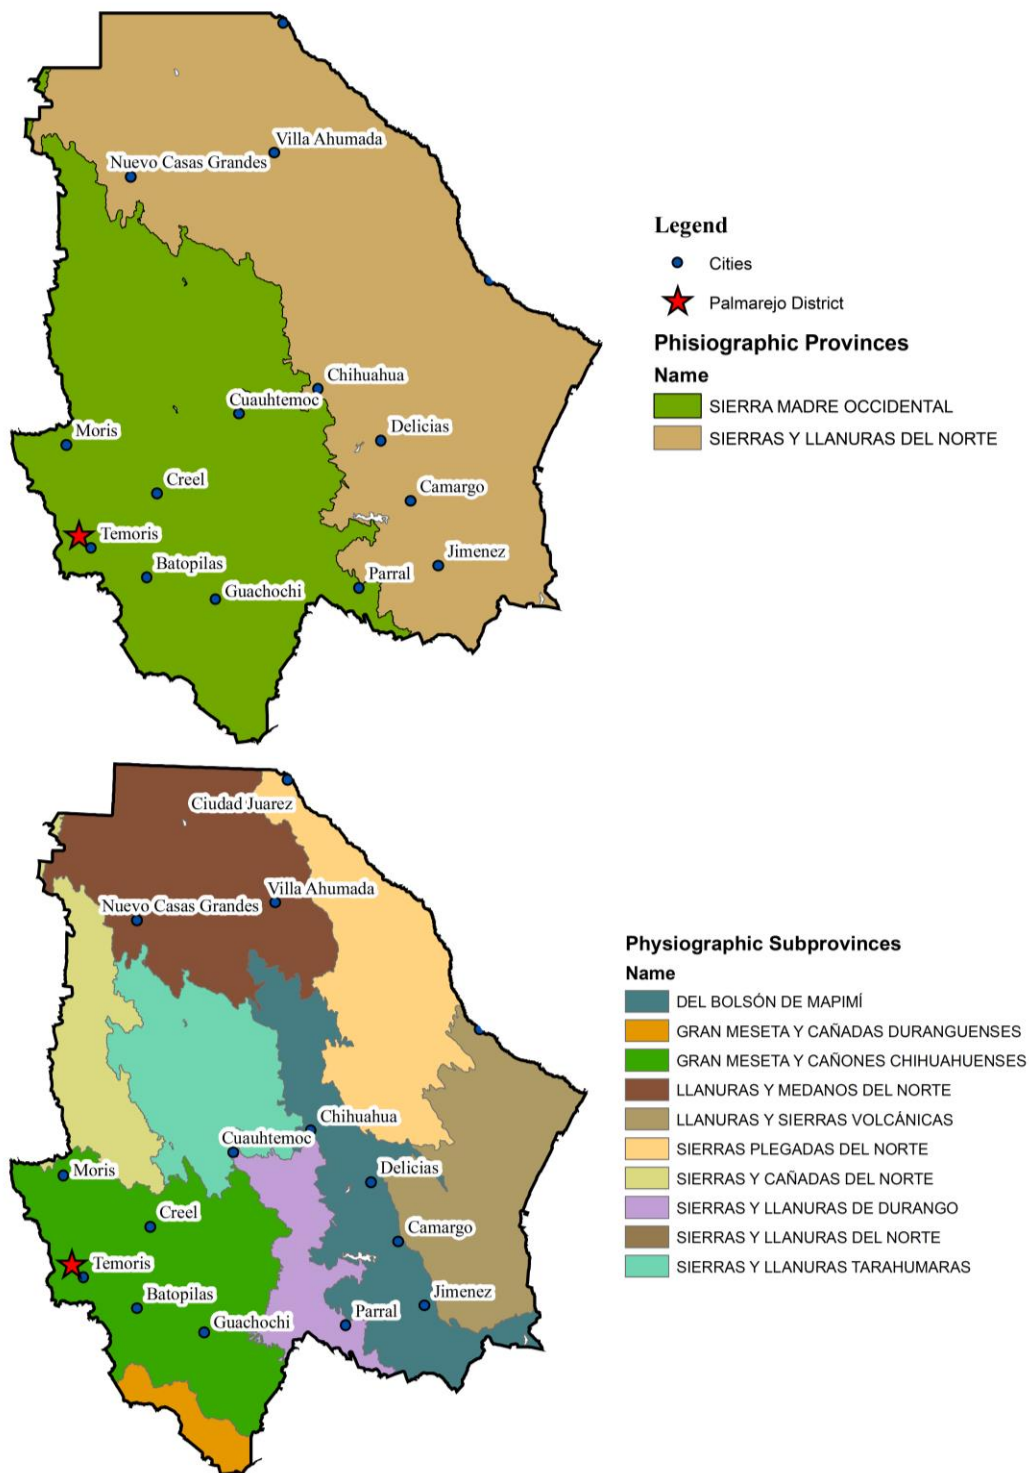 Villa Ahumada
Nuevo Casas Grandes
Chihuahua
Cuauhtemoc
Moris
Delicias
Creel
Camargo
Temoris
Jimenez
Batopilas
Parral
Guachochi
Legend
Cities
Palmarejo District
Phisiographic Provinces
Name
SIERRA MADRE OCCIDENTAL
SIERRAS Y LLANURAS DEL NORTE
Ciudad Juarez
Villa Ahumada
Nuevo Casas Grandes
Chihuahua
Cuauhtemoc
Moris
Delicias
Creel
Camargo
Temoris
Batopilas
Jimenez
Guachochi
Parral
Physiographic Subprovinces
Name
DEL BOLSÓN DE MAPIMÍ
GRAN MESETA Y CAÑADAS DURANGUENSES
GRAN MESETA Y CAÑONES CHIHUAHUENSES
LLANURAS Y MEDANOS DEL NORTE
LLANURAS Y SIERRAS VOLCÁNICAS
SIERRAS PLEGADAS DEL NORTE
SIERRAS Y CAÑADAS DEL NORTE
SIERRAS Y LLANURAS DE DURANGO
SIERRAS Y LLANURAS DEL NORTE
SIERRAS Y LLANURAS TARAHUMARAS